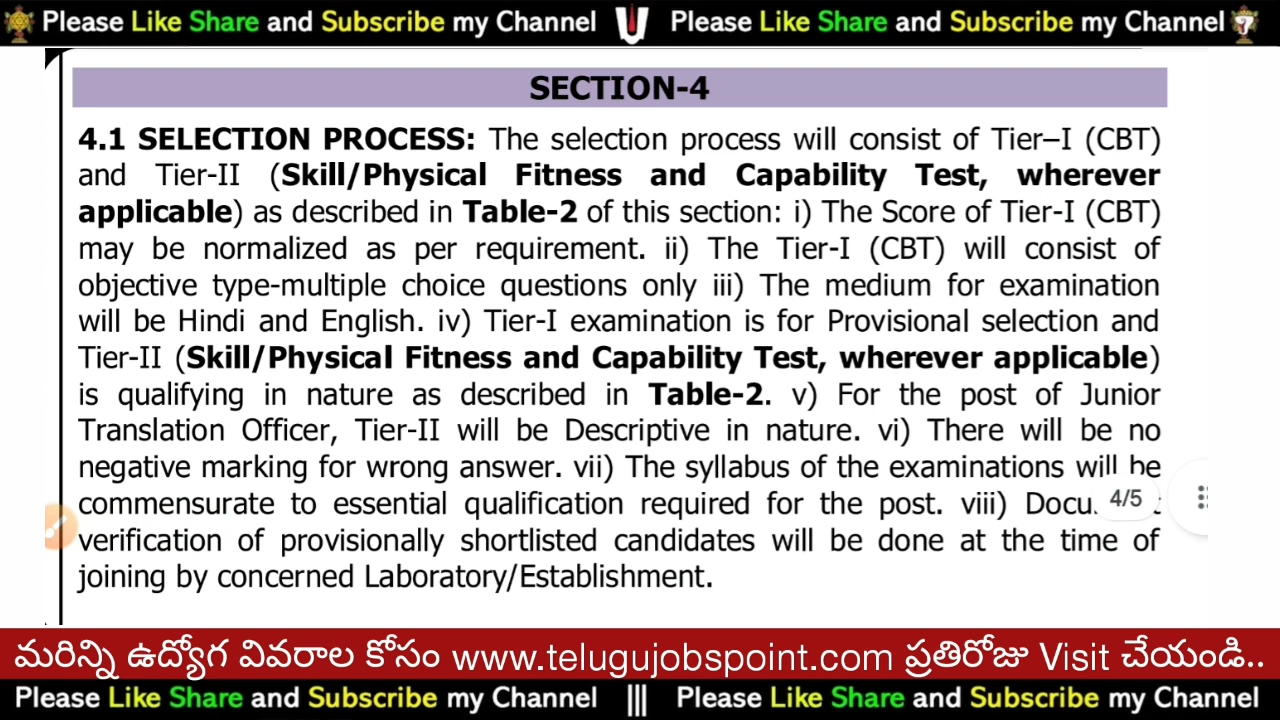 Please Like Share and Subscribe my Channel Please Like Share and Subscribe my Channel
SECTION-4
4.1 SELECTION PROCESS: The selection process will consist of Tier–I (CBT)
and Tier-II (Skill/Physical Fitness and Capability Test, wherever
applicable) as described in Table-2 of this section: i) The Score of Tier-I (CBT)
may be normalized as per requirement. ii) The Tier-I (CBT) will consist of
objective type-multiple choice questions only iii) The medium for examination
will be Hindi and English. iv) Tier-I examination is for Provisional selection and
Tier-II (Skill/Physical Fitness and Capability Test, wherever applicable)
is qualifying in nature as described in Table-2. v) For the post of Junior
Translation Officer, Tier-II will be Descriptive in nature. vi) There will be no
negative marking for wrong answer. vii) The syllabus of the examinations will be
commensurate to essential qualification required for the post. viii)
4/5
verification of provisionally shortlisted candidates will be done at the time of
joining by concerned Laboratory/Establishment.
మరిన్ని ఉద్యోగ వివరాల కోసం www.telugujobspoint.com ప్రతిరోజు Visit చేయండి..
Please Like Share and Subscribe my Channel ||| Please Like Share and Subscribe my Channel